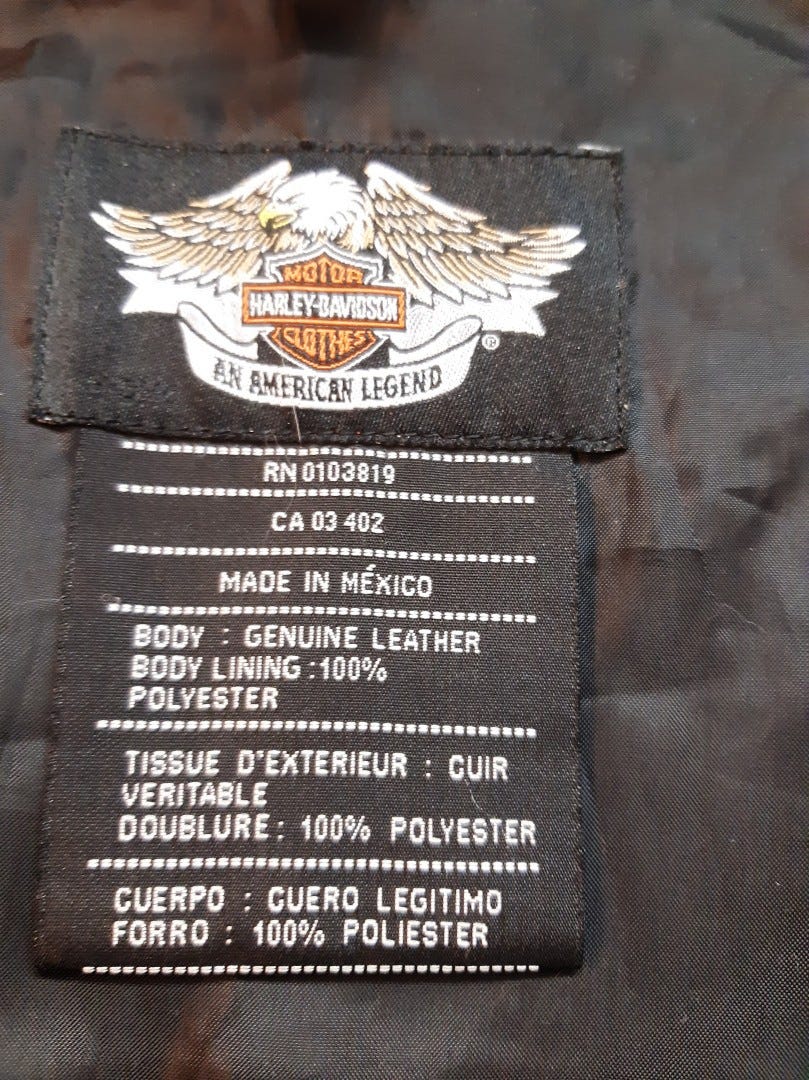 MOTOR
HARLEY-DAVIDSON
CLOTHES
®
AN AMERICAN LEGEND
RN 0103819
CA 03 402
MADE IN MÉXICO
BODY : GENUINE LEATHER
BODY LINING :100%
POLYESTER
TISSUE D'EXTERIEUR : CUIR
VERITABLE
DOUBLURE : 100% POLYESTER
CUERPO : CUERO LEGITIMO
FORRO : 100% POLIESTER